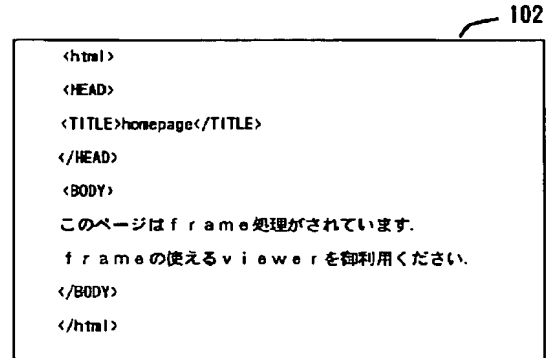 102
<html>
<HEAD>
<TITLE>homepage</TITLE>
</HEAD>
<BODY>
このページはｆｒａｍｅ処理がされています.
ｆｒａｍｅの使えるｖｉｅｗｅｒを御利用ください.
</BODY>
</html>